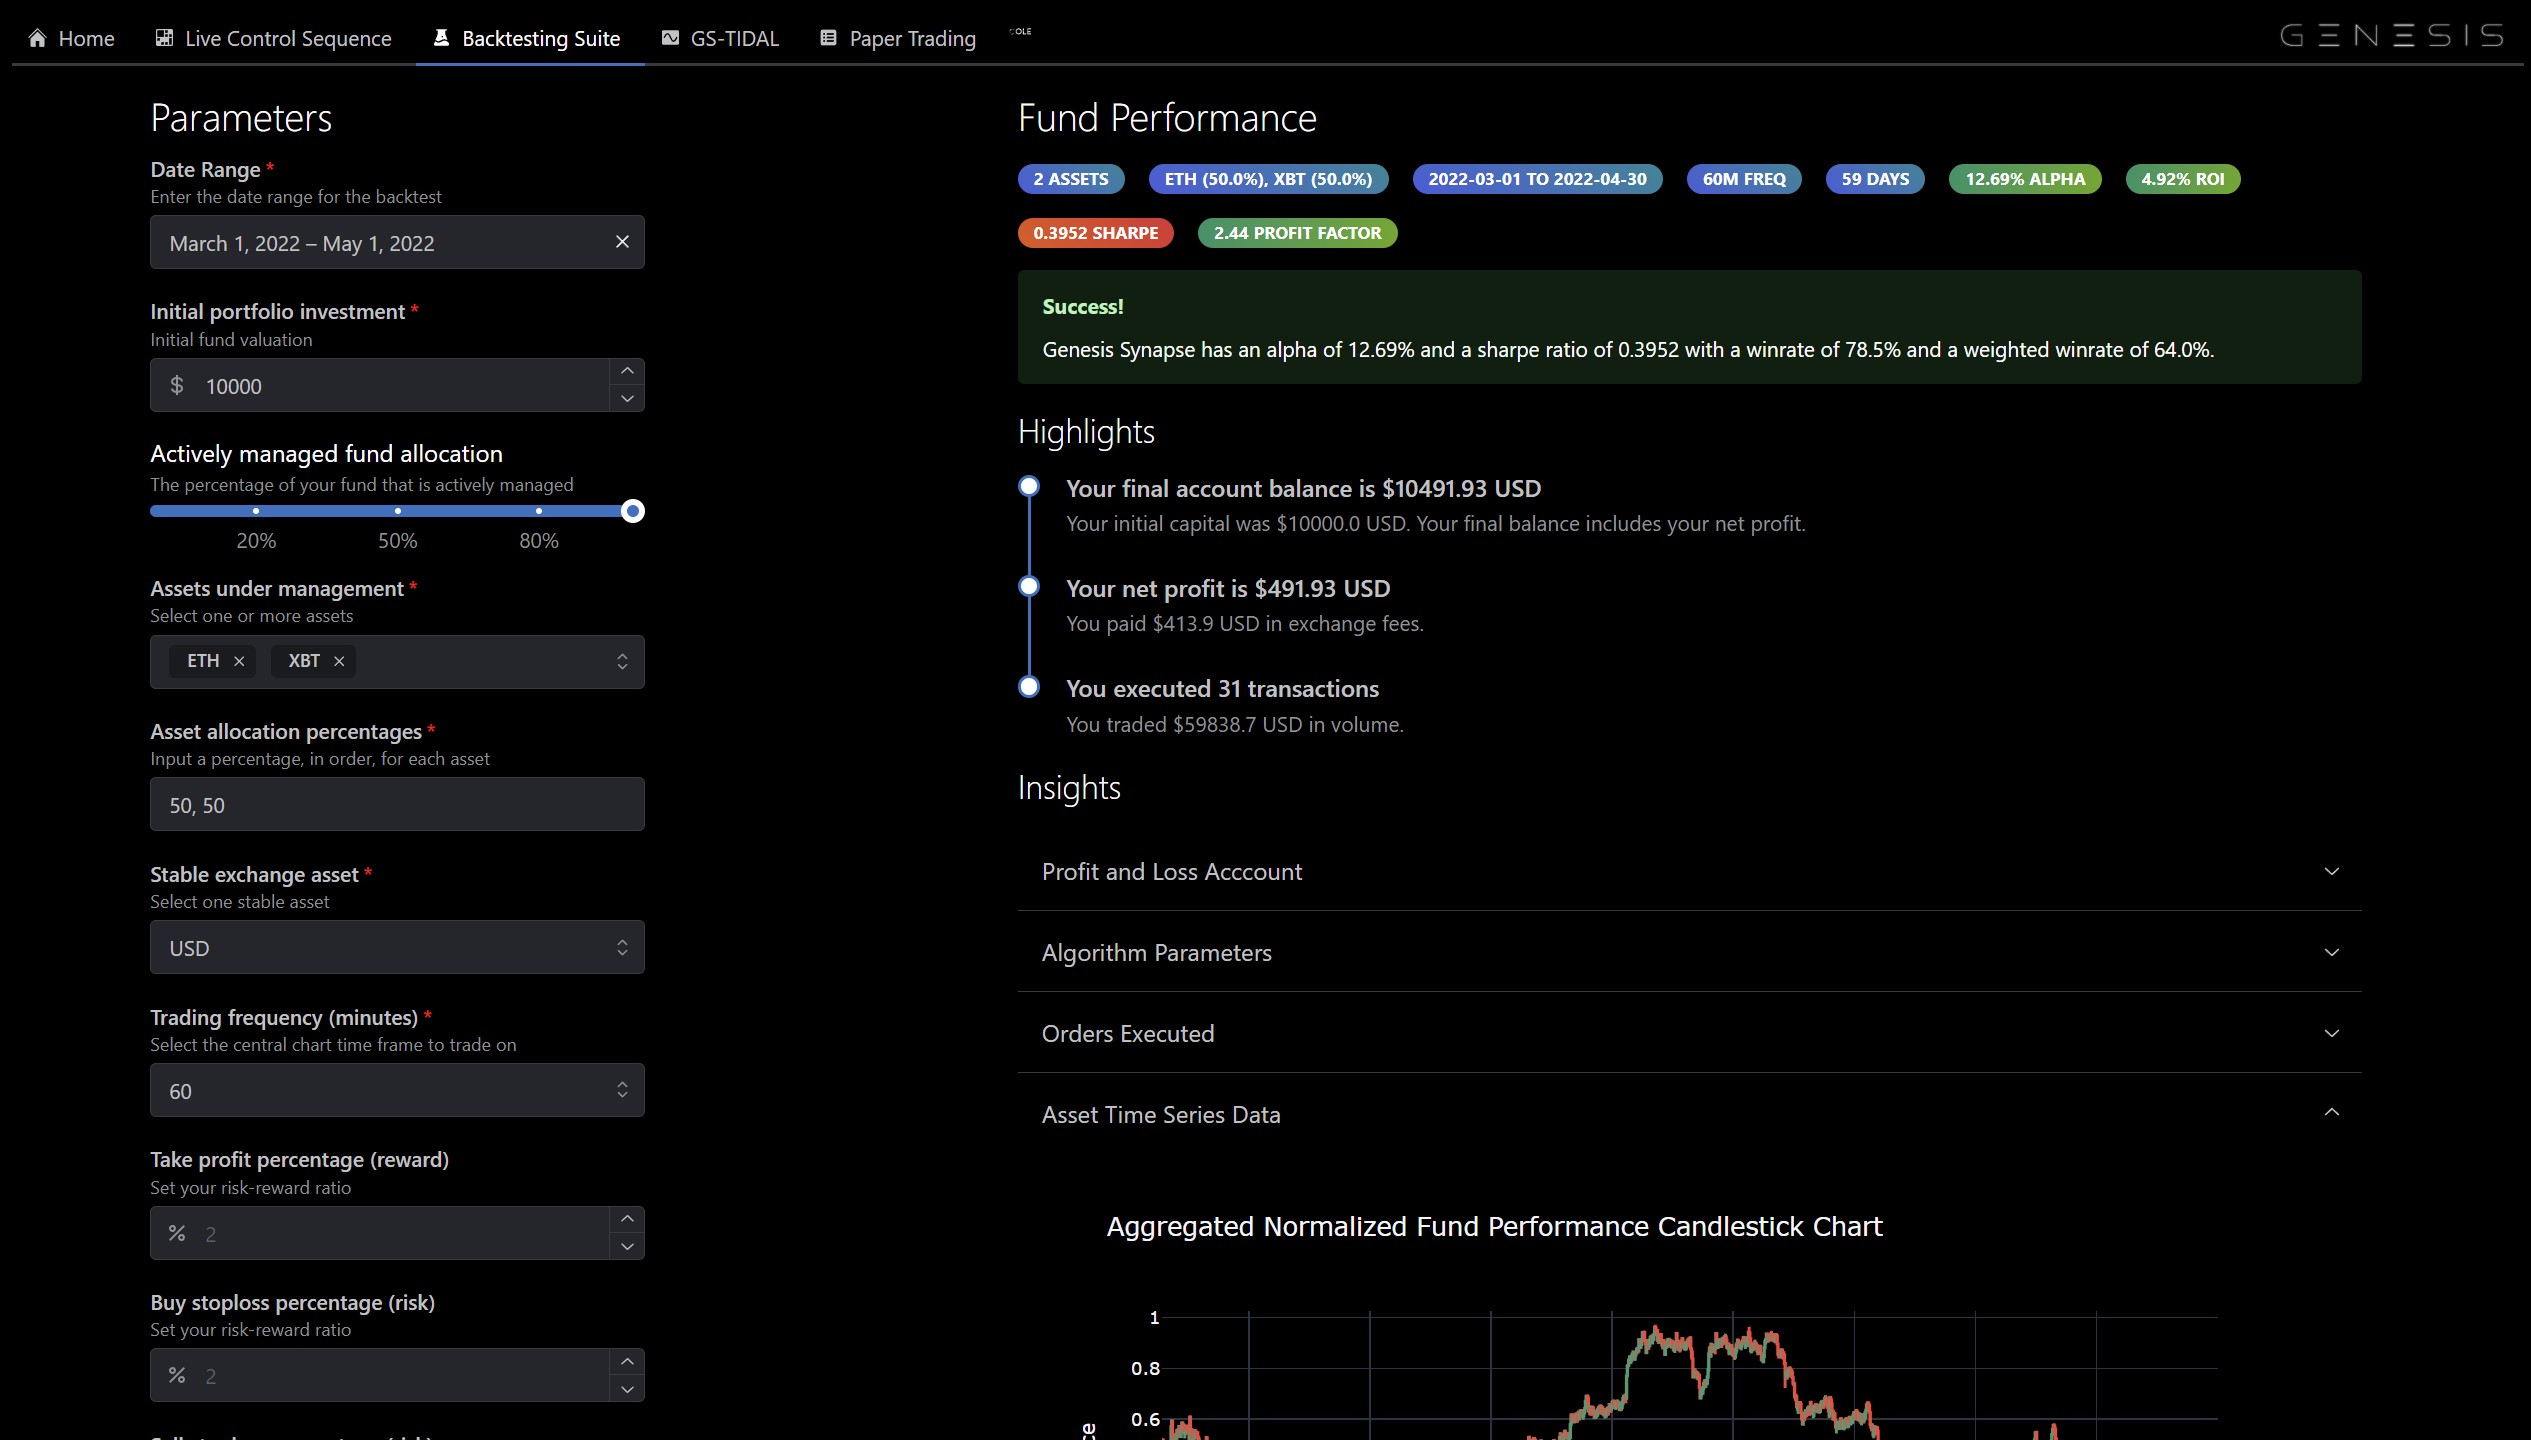 Home
Live Control Sequence
Backtesting Suite
GS-TIDAL
Paper Trading
GENESIS
Parameters
Date Range *
Enter the date range for the backtest
March 1, 2022 – May 1, 2022
Initial portfolio investment *
Initial fund valuation
$ 10000
Actively managed fund allocation
The percentage of your fund that is actively managed
20% 50% 80%
Assets under management *
Select one or more assets
ETH × XBT ×
Asset allocation percentages *
Input a percentage, in order, for each asset
50, 50
Stable exchange asset *
Select one stable asset
USD
Trading frequency (minutes) *
Select the central chart time frame to trade on
60
Take profit percentage (reward)
Set your risk-reward ratio
% 2
Buy stoploss percentage (risk)
Set your risk-reward ratio
% 2
Fund Performance
2 ASSETS
ETH (50.0%), XBT (50.0%)
2022-03-01 TO 2022-04-30
60M FREQ
59 DAYS
12.69% ALPHA
4.92% ROI
0.3952 SHARPE
2.44 PROFIT FACTOR
Success!
Genesis Synapse has an alpha of 12.69% and a sharpe ratio of 0.3952 with a winrate of 78.5% and a weighted winrate of 64.0%.
Highlights
Your final account balance is $10491.93 USD
Your initial capital was $10000.0 USD. Your final balance includes your net profit.
Your net profit is $491.93 USD
You paid $413.9 USD in exchange fees.
You executed 31 transactions
You traded $59838.7 USD in volume.
Insights
Profit and Loss Acccount
Algorithm Parameters
Orders Executed
Asset Time Series Data
Aggregated Normalized Fund Performance Candlestick Chart
1
0.8
0.6